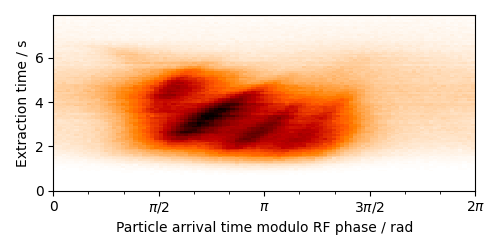 Extraction time / s
6
4
2
0
0 π/2 π 3π/2 2π
Particle arrival time modulo RF phase / rad